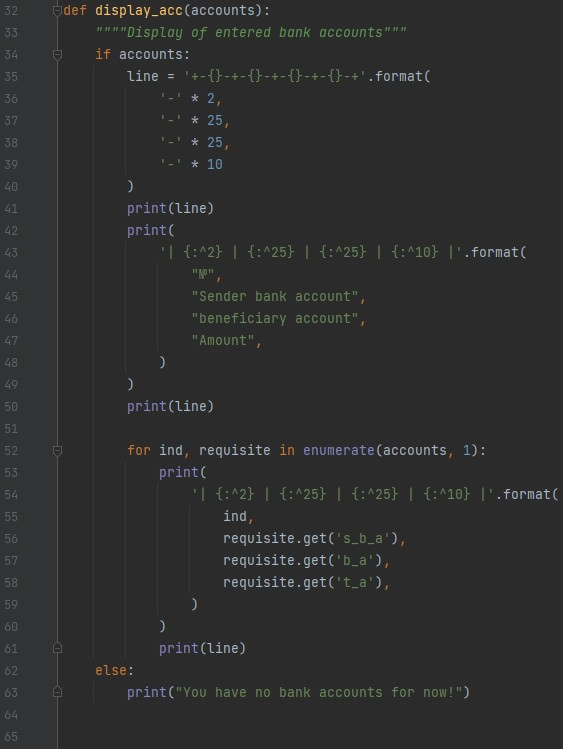 32 def display_acc(accounts):
33     """"Display of entered bank accounts"""
34     if accounts:
35         line = '+-{}-+-{}-+-{}-+-{}-+'.format(
36             '-' * 2,
37             '-' * 25,
38             '-' * 25,
39             '-' * 10
40         )
41         print(line)
42         print(
43             '| {:^2} | {:^25} | {:^25} | {:^10} |'.format(
44                 "№",
45                 "Sender bank account",
46                 "beneficiary account",
47                 "Amount",
48             )
49         )
50         print(line)
51
52         for ind, requisite in enumerate(accounts, 1):
53             print(
54                 '| {:^2} | {:^25} | {:^25} | {:^10} |'.format(
55                     ind,
56                     requisite.get('s_b_a'),
57                     requisite.get('b_a'),
58                     requisite.get('t_a'),
59                 )
60             )
61             print(line)
62     else:
63         print("You have no bank accounts for now!")
64
65